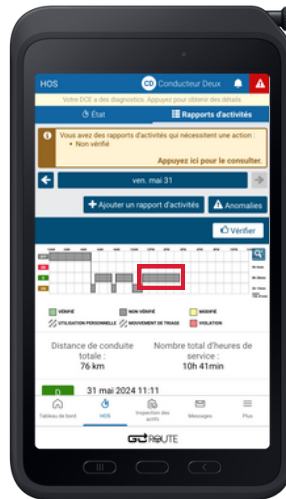 HOS
CD Conducteur Deux
Votre DCE a des diagnostics. Appuyez pour obtenir des détails.
État
Rapports d'activités
Vous avez des rapports d'activités qui nécessitent une action :
• Non vérifié
Appuyez ici pour le consulter.
ven. mai 31
+ Ajouter un rapport d'activités
Anomalies
Vérifier
VÉRIFIÉ
NON VÉRIFIÉ
MODIFIÉ
UTILISATION PERSONNELLE
MOUVEMENT DE TRIAGE
VIOLATION
Distance de conduite totale :
76 km
Nombre total d'heures de service :
10h 41min
D
31 mai 2024 11:11
Tableau de bord
HOS
Inspection des actifs
Messages
Plus
GO ROUTE